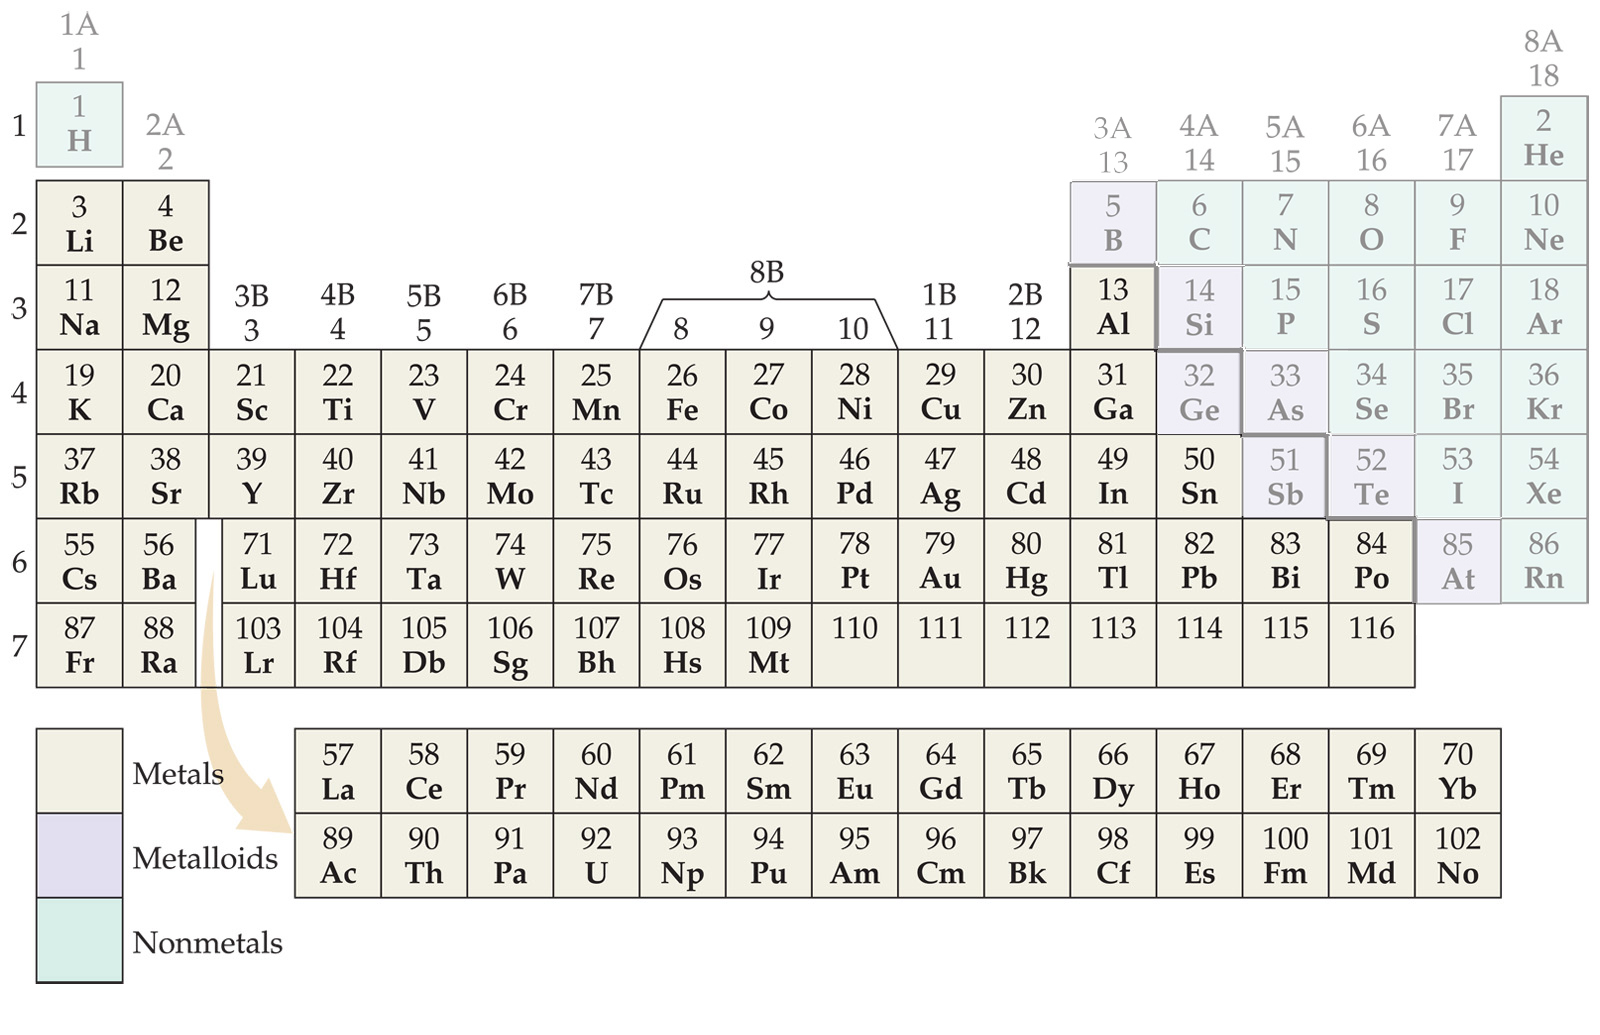 1A
1
8A
18
1
1
H
2A
2
3A
13
4A
14
5A
15
6A
16
7A
17
2
He
2
3
Li
4
Be
5
B
6
C
7
N
8
O
9
F
10
Ne
3
11
Na
12
Mg
3B
3
4B
4
5B
5
6B
6
7B
7
8B
8 9 10
1B
11
2B
12
13
Al
14
Si
15
P
16
S
17
Cl
18
Ar
4
19
K
20
Ca
21
Sc
22
Ti
23
V
24
Cr
25
Mn
26
Fe
27
Co
28
Ni
29
Cu
30
Zn
31
Ga
32
Ge
33
As
34
Se
35
Br
36
Kr
5
37
Rb
38
Sr
39
Y
40
Zr
41
Nb
42
Mo
43
Tc
44
Ru
45
Rh
46
Pd
47
Ag
48
Cd
49
In
50
Sn
51
Sb
52
Te
53
I
54
Xe
6
55
Cs
56
Ba
71
Lu
72
Hf
73
Ta
74
W
75
Re
76
Os
77
Ir
78
Pt
79
Au
80
Hg
81
Tl
82
Pb
83
Bi
84
Po
85
At
86
Rn
7
87
Fr
88
Ra
103
Lr
104
Rf
105
Db
106
Sg
107
Bh
108
Hs
109
Mt
110
111
112
113
114
115
116
57
La
58
Ce
59
Pr
60
Nd
61
Pm
62
Sm
63
Eu
64
Gd
65
Tb
66
Dy
67
Ho
68
Er
69
Tm
70
Yb
89
Ac
90
Th
91
Pa
92
U
93
Np
94
Pu
95
Am
96
Cm
97
Bk
98
Cf
99
Es
100
Fm
101
Md
102
No
Metals
Metalloids
Nonmetals